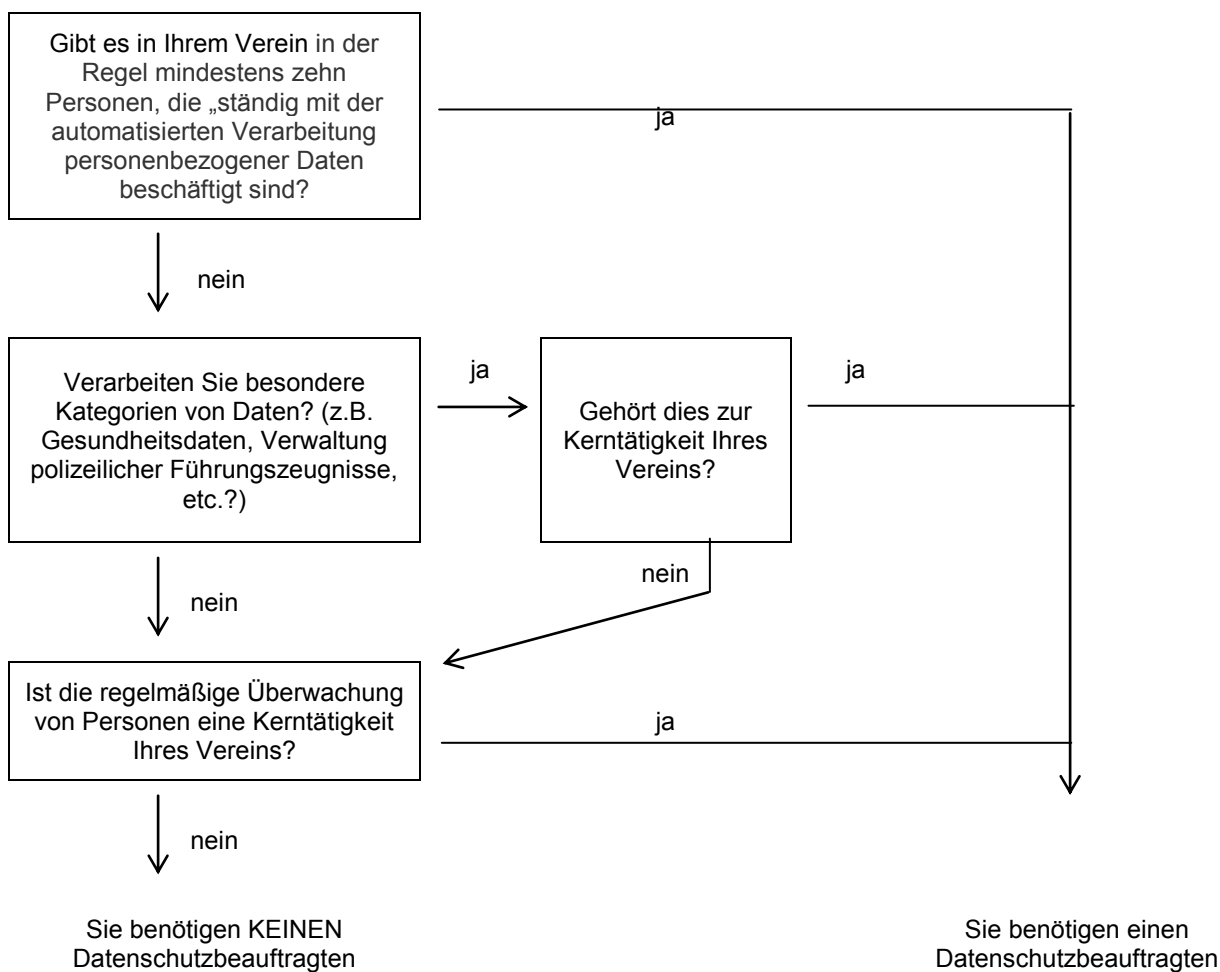 Gibt es in Ihrem Verein in der
Regel mindestens zehn
Personen, die „ständig mit der
automatisierten Verarbeitung
personenbezogener Daten
beschäftigt sind?
ja
nein
Verarbeiten Sie besondere
Kategorien von Daten? (z.B.
Gesundheitsdaten, Verwaltung
polizeilicher Führungszeugnisse,
etc.?)
ja
Gehört dies zur
Kerntätigkeit Ihres
Vereins?
ja
nein
nein
Ist die regelmäßige Überwachung
von Personen eine Kerntätigkeit
Ihres Vereins?
ja
nein
Sie benötigen KEINEN
Datenschutzbeauftragten
Sie benötigen einen
Datenschutzbeauftragten